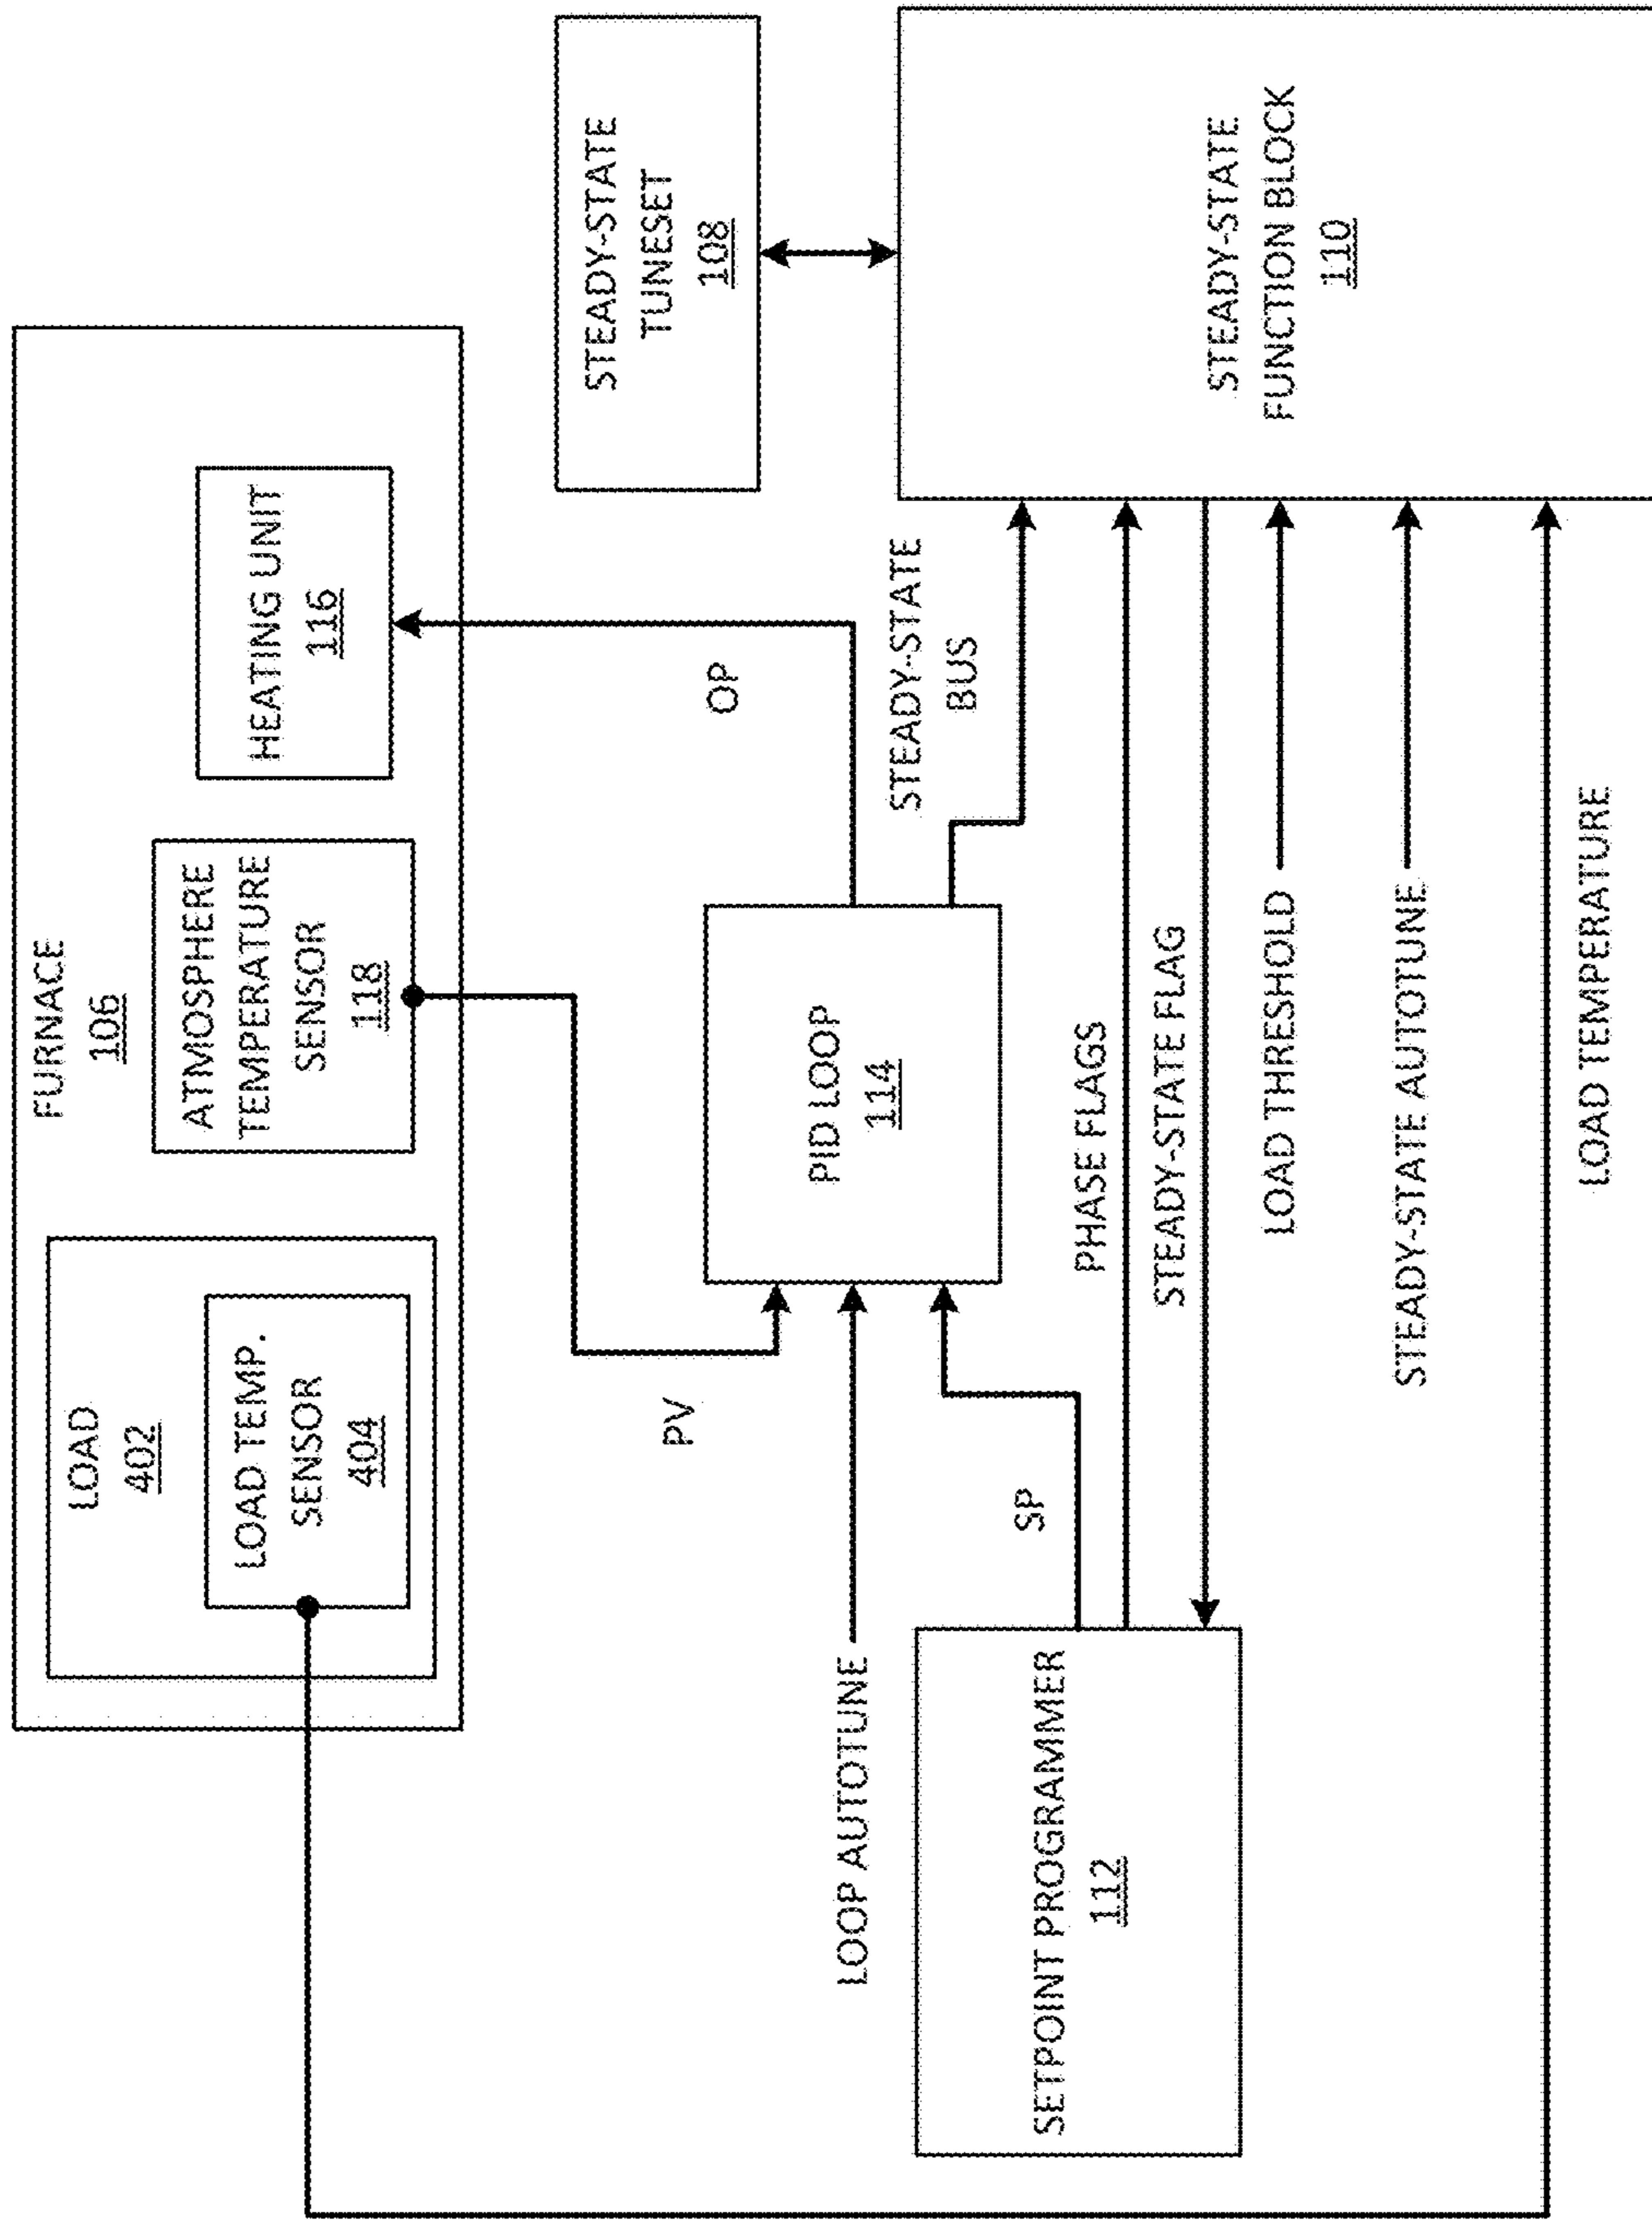 FURNACE
106
LOAD
402
LOAD TEMP.
SENSOR
404
ATMOSPHERE
TEMPERATURE
SENSOR
118
HEATING UNIT
116
STEADY-STATE
TUNESET
108
PV
OP
LOOP AUTOTUNE
PID LOOP
114
STEADY-STATE
BUS
SP
SETPOINT PROGRAMMER
112
PHASE FLAGS
STEADY-STATE FLAG
LOAD THRESHOLD
STEADY-STATE AUTOTUNE
LOAD TEMPERATURE
STEADY-STATE
FUNCTION BLOCK
110